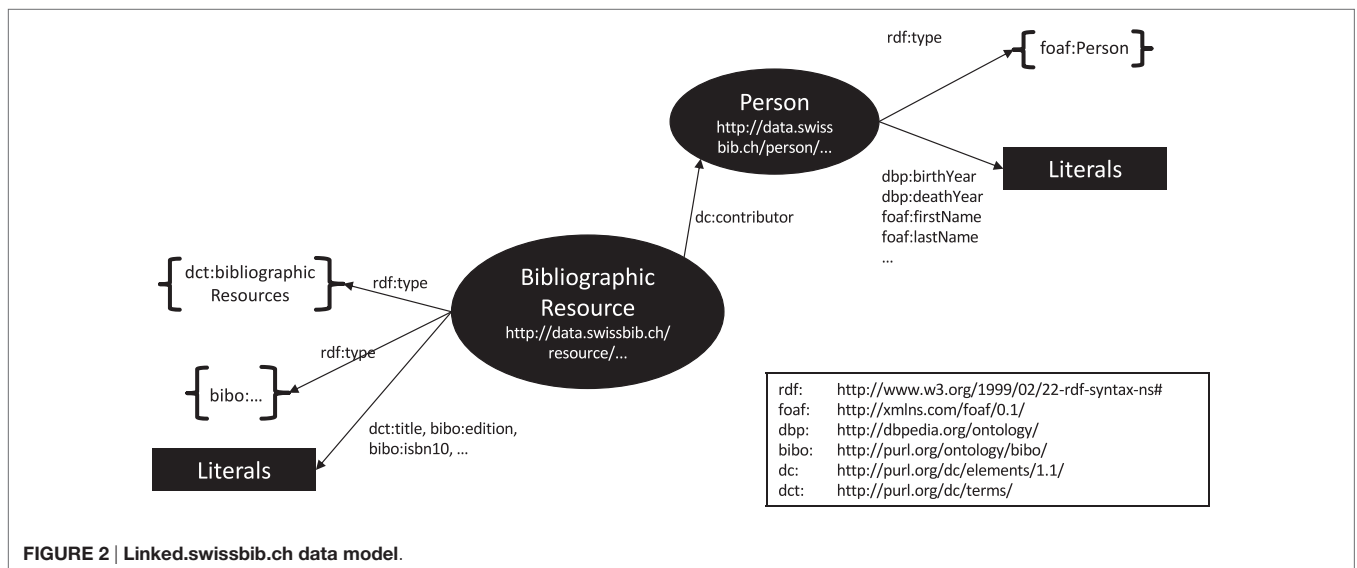 rdf:type
foaf:Person
Person
http://data.swiss
bib.ch/person/...
Literals
dbp:birthYear
dbp:deathYear
foaf:firstName
foaf:lastName
...
dc:contributor
dct:bibliographic
Resources
rdf:type
Bibliographic
Resource
http://data.swissbib.ch/
resource/...
rdf:type
bibo:...
dct:title, bibo:edition,
bibo:isbn10, ...
Literals
rdf: http://www.w3.org/1999/02/22-rdf-syntax-ns#
foaf: http://xmlns.com/foaf/0.1/
dbp: http://dbpedia.org/ontology/
bibo: http://purl.org/ontology/bibo/
dc: http://purl.org/dc/elements/1.1/
dct: http://purl.org/dc/terms/
FIGURE 2 | Linked.swissbib.ch data model.